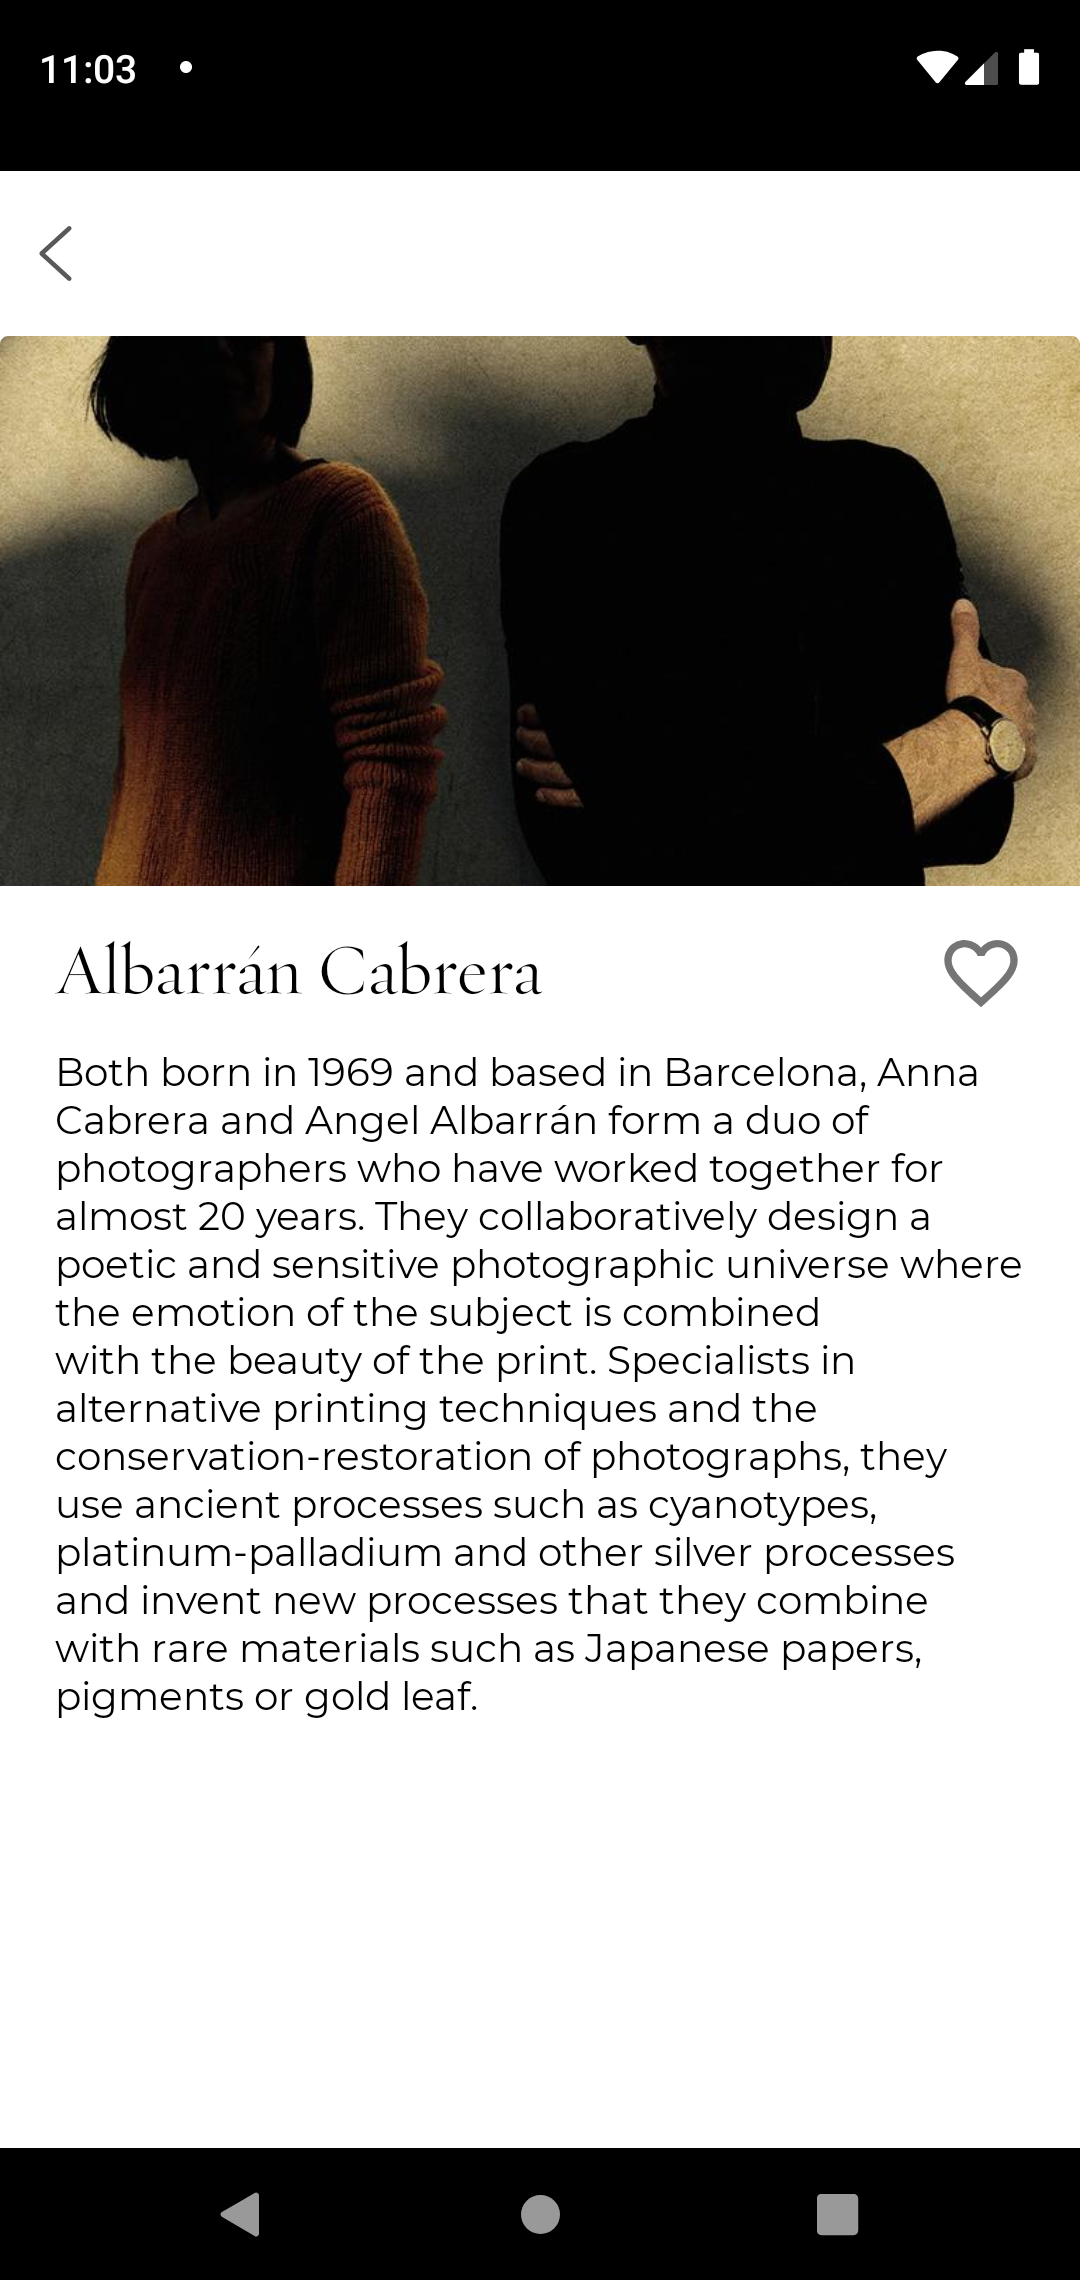 11:03
Albarrán Cabrera
Both born in 1969 and based in Barcelona, Anna
Cabrera and Angel Albarrán form a duo of
photographers who have worked together for
almost 20 years. They collaboratively design a
poetic and sensitive photographic universe where
the emotion of the subject is combined
with the beauty of the print. Specialists in
alternative printing techniques and the
conservation-restoration of photographs, they
use ancient processes such as cyanotypes,
platinum-palladium and other silver processes
and invent new processes that they combine
with rare materials such as Japanese papers,
pigments or gold leaf.